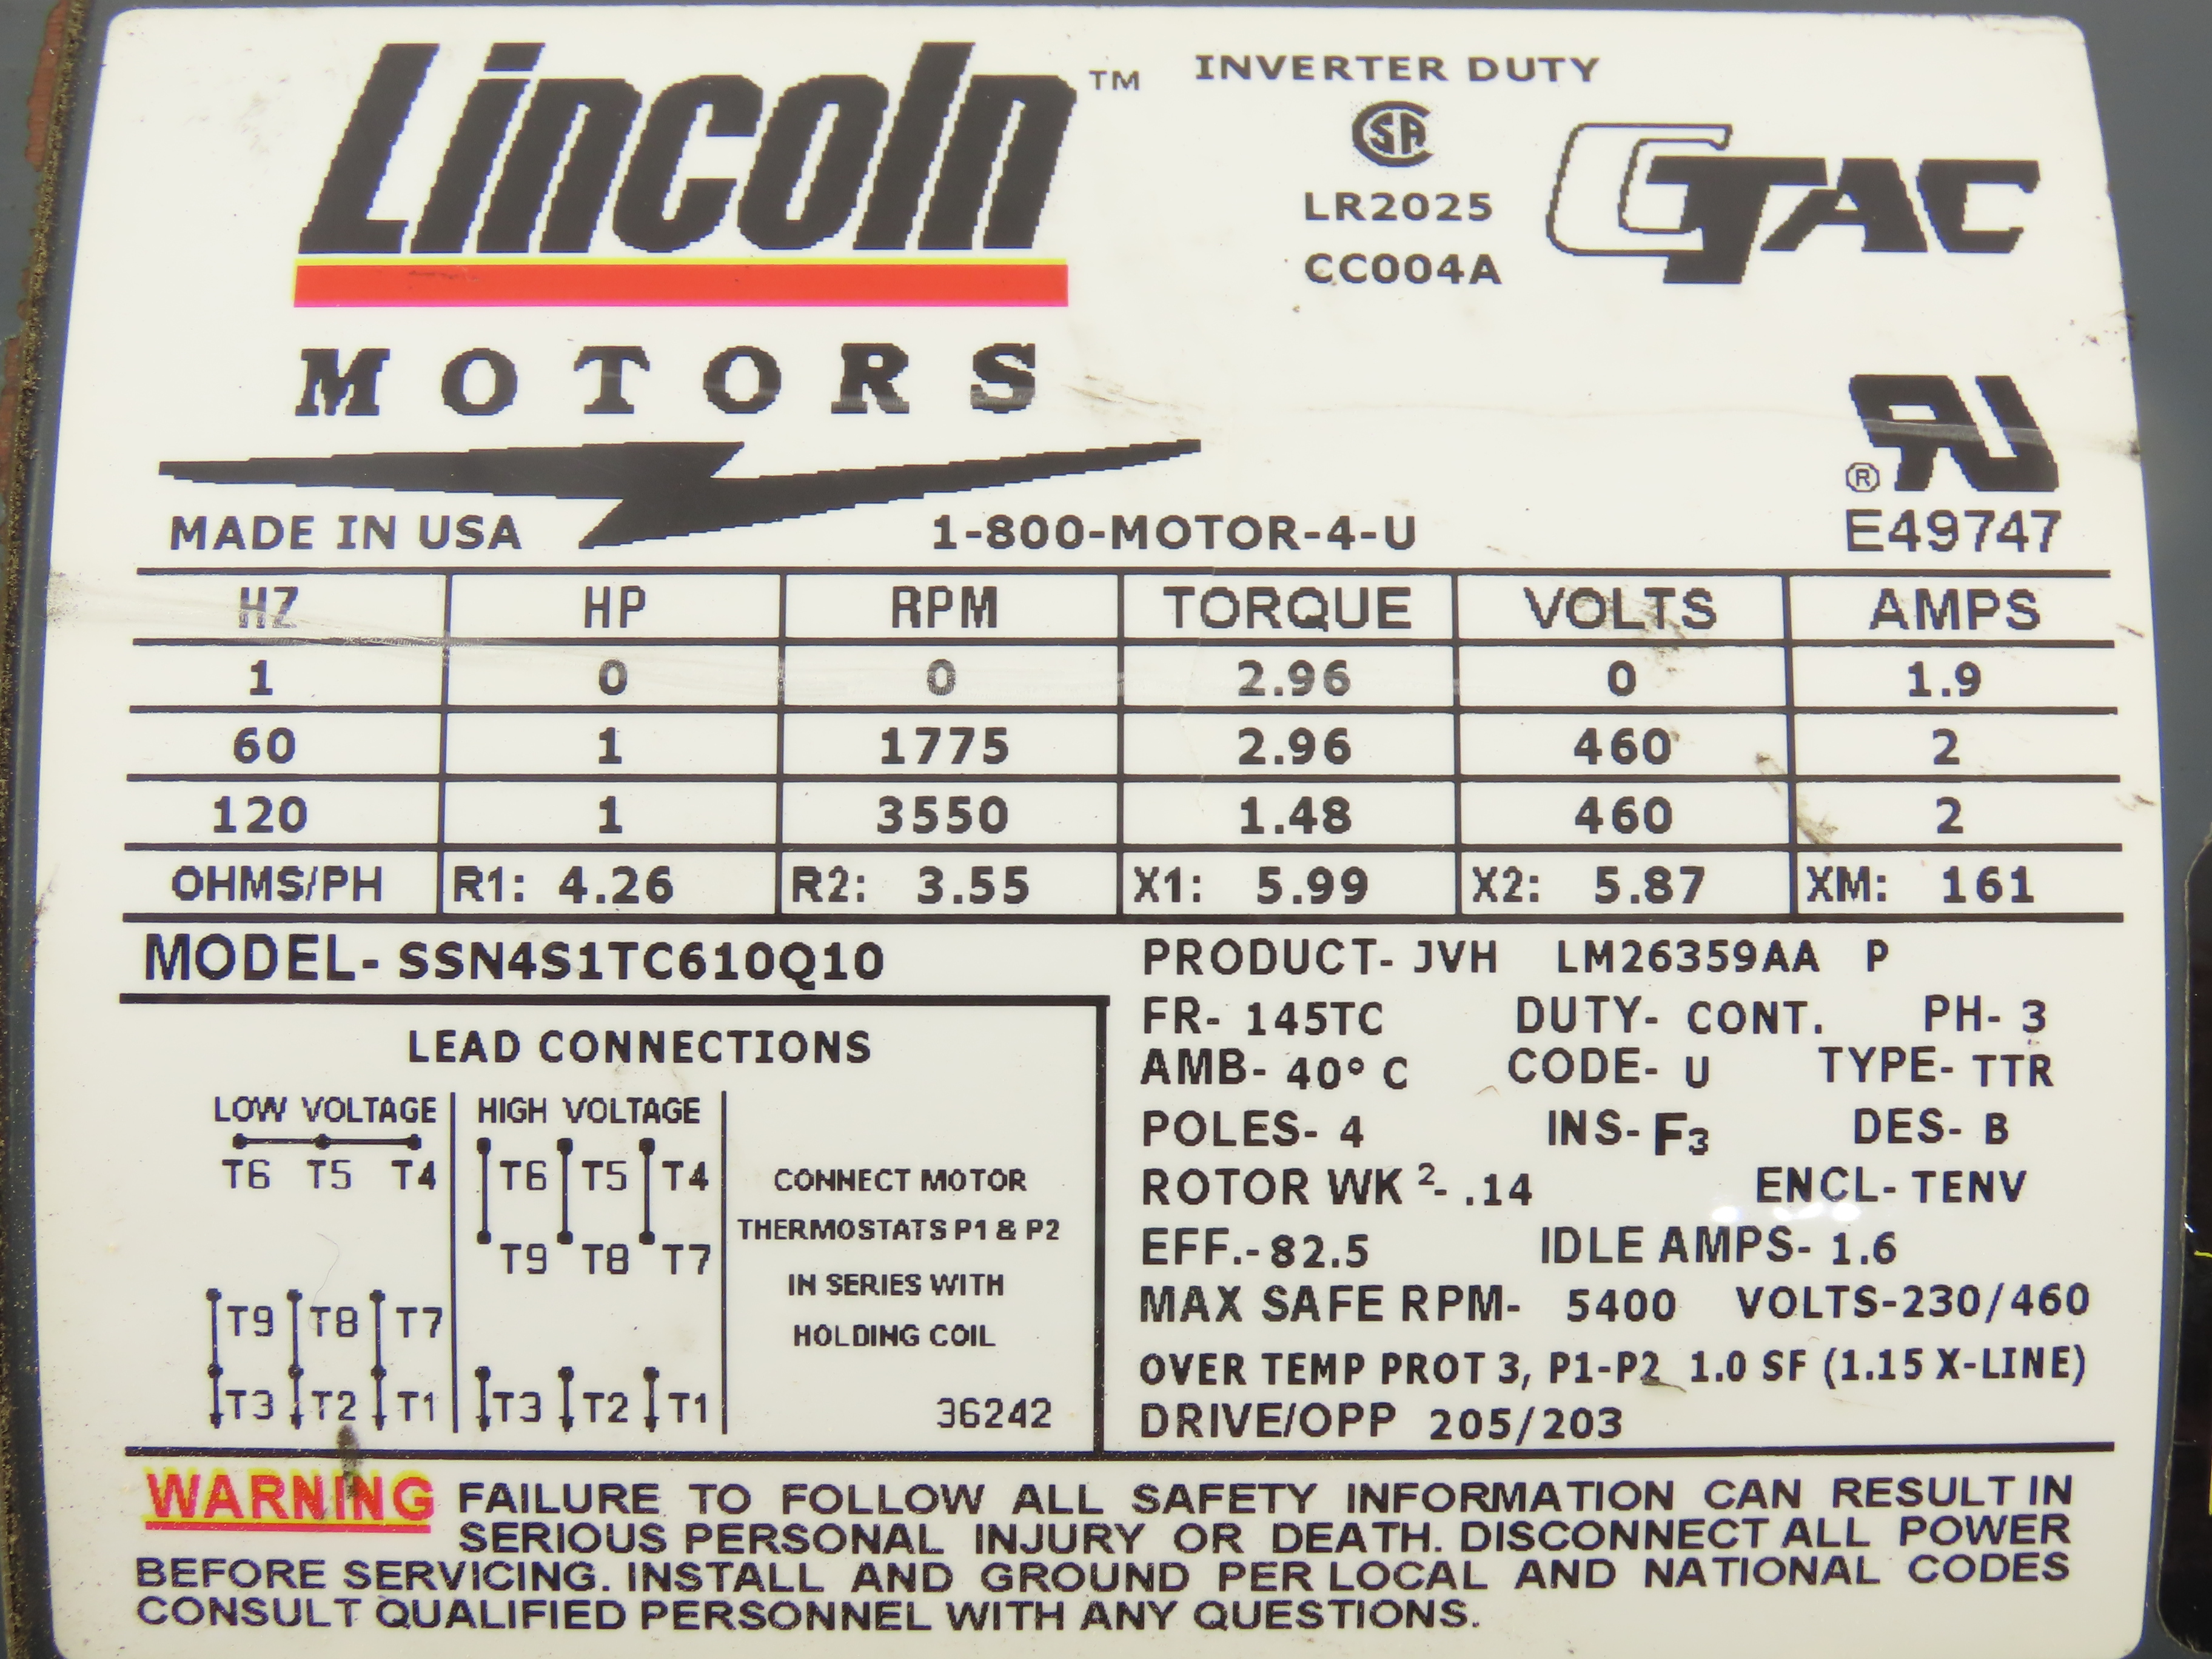 Lincoln™ INVERTER DUTY
CSA
LR2025
CC004A
CTAC
MOTORS
MADE IN USA 1-800-MOTOR-4-U
®
E49747
HZ HP RPM TORQUE VOLTS AMPS
1 0 0 2.96 0 1.9
60 1 1775 2.96 460 2
120 1 3550 1.48 460 2
OHMS/PH R1: 4.26 R2: 3.55 X1: 5.99 X2: 5.87 XM: 161
MODEL- SSN4S1TC610Q10
LEAD CONNECTIONS
LOW VOLTAGE HIGH VOLTAGE
T6 T5 T4 T6 T5 T4
T9 T8 T7
T9 T8 T7
T3 T2 T1 T3 T2 T1
CONNECT MOTOR
THERMOSTATS P1 & P2
IN SERIES WITH
HOLDING COIL
36242
PRODUCT- JVH LM26359AA P
FR- 145TC DUTY- CONT. PH- 3
AMB- 40° C CODE- U TYPE- TTR
POLES- 4 INS- F3 DES- B
ROTOR WK²- .14 ENCL- TENV
EFF.- 82.5 IDLE AMPS- 1.6
MAX SAFE RPM- 5400 VOLTS-230/460
OVER TEMP PROT 3, P1-P2 1.0 SF (1.15 X-LINE)
DRIVE/OPP 205/203
WARNING FAILURE TO FOLLOW ALL SAFETY INFORMATION CAN RESULT IN
SERIOUS PERSONAL INJURY OR DEATH. DISCONNECT ALL POWER
BEFORE SERVICING. INSTALL AND GROUND PER LOCAL AND NATIONAL CODES
CONSULT QUALIFIED PERSONNEL WITH ANY QUESTIONS.